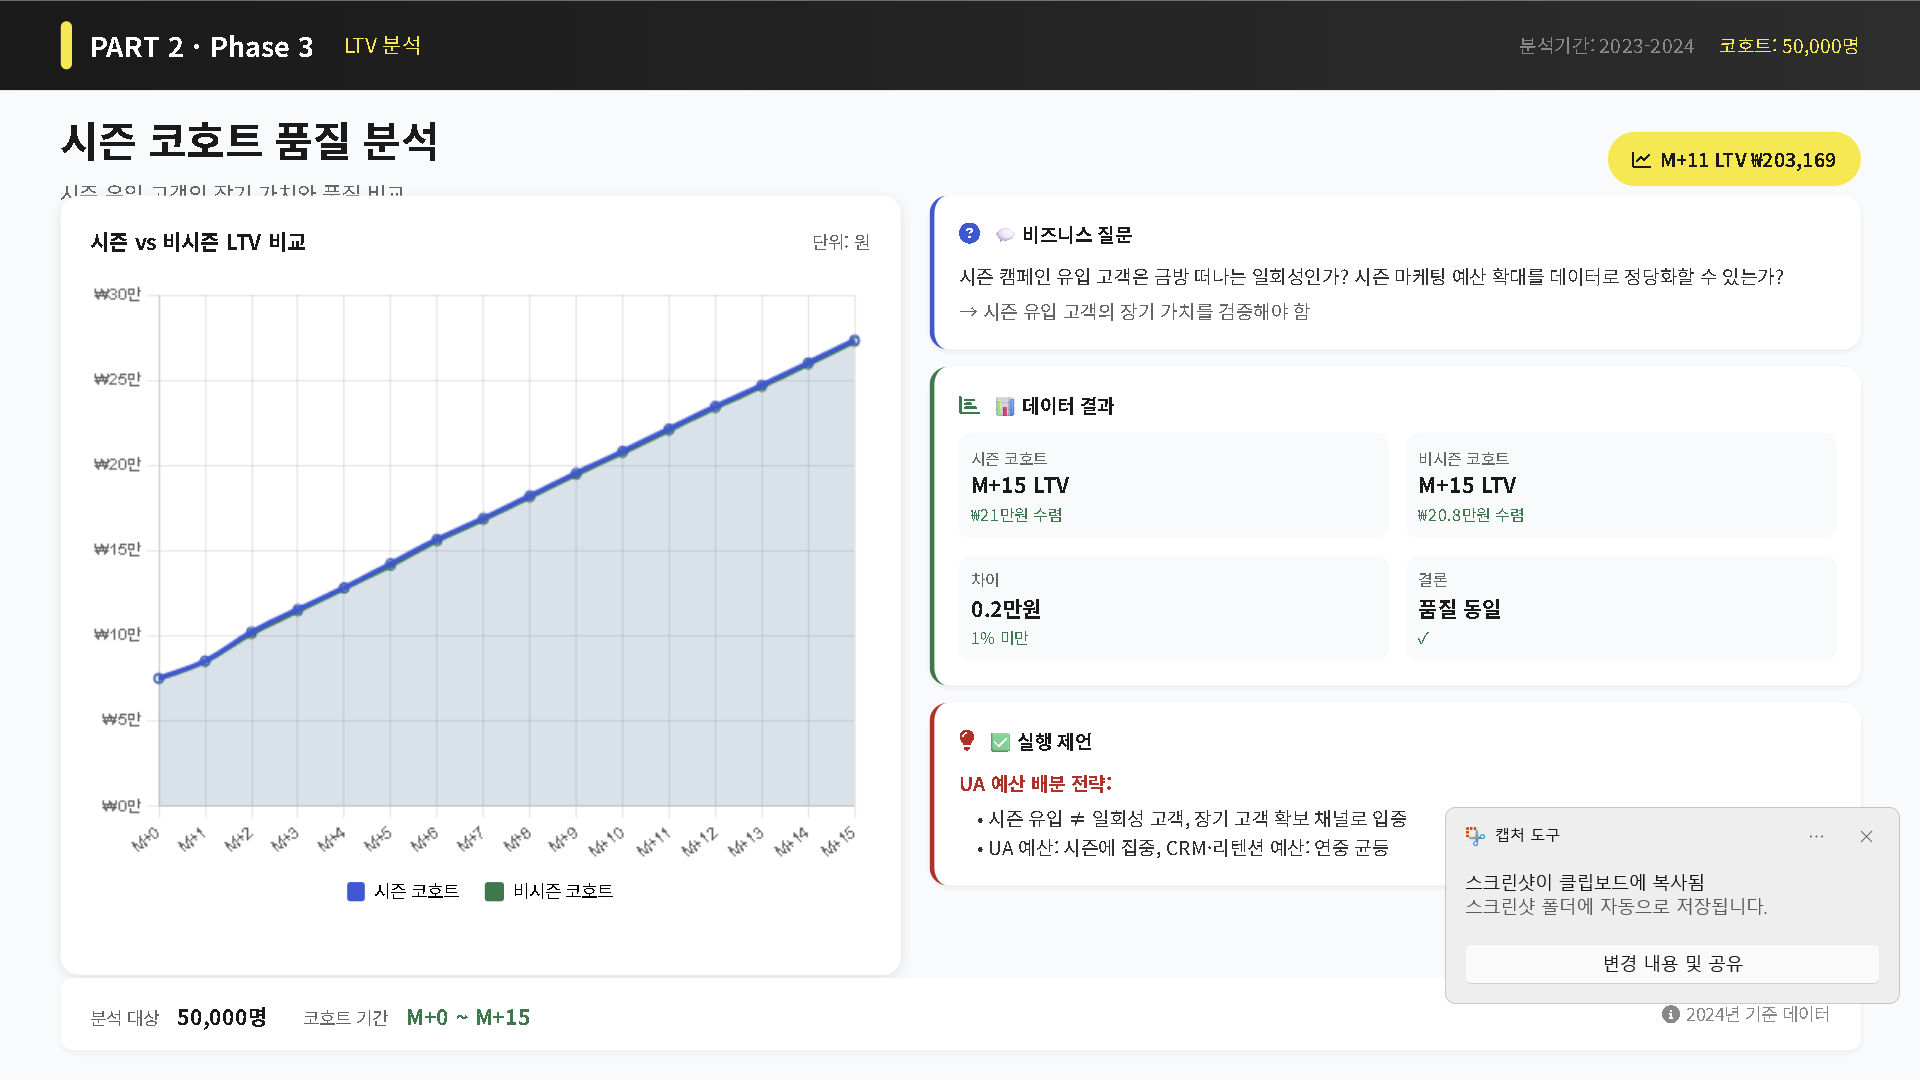 PART 2 · Phase 3
LTV 분석
분석기간: 2023-2024
코호트: 50,000명
시즌 코호트 품질 분석
시즌 유입 고객의 장기 가치와 품질 비교
M+11 LTV ₩203,169
시즌 vs 비시즌 LTV 비교
단위: 원
₩30만
₩25만
₩20만
₩15만
₩10만
₩5만
₩0만
M+0
M+1
M+2
M+3
M+4
M+5
M+6
M+7
M+8
M+9
M+10
M+11
M+12
M+13
M+14
M+15
시즌 코호트
비시즌 코호트
비즈니스 질문
시즌 캠페인 유입 고객은 금방 떠나는 일회성인가? 시즌 마케팅 예산 확대를 데이터로 정당화할 수 있는가?
→ 시즌 유입 고객의 장기 가치를 검증해야 함
데이터 결과
시즌 코호트
M+15 LTV
₩21만원 수렴
비시즌 코호트
M+15 LTV
₩20.8만원 수렴
차이
0.2만원
1% 미만
결론
품질 동일
✓
실행 제언
UA 예산 배분 전략:
• 시즌 유입 ≠ 일회성 고객, 장기 고객 확보 채널로 입증
• UA 예산: 시즌에 집중, CRM·리텐션 예산: 연중 균등
캡처 도구
스크린샷이 클립보드에 복사됨
스크린샷 폴더에 자동으로 저장됩니다.
변경 내용 및 공유
분석 대상 50,000명
코호트 기간 M+0 ~ M+15
2024년 기준 데이터